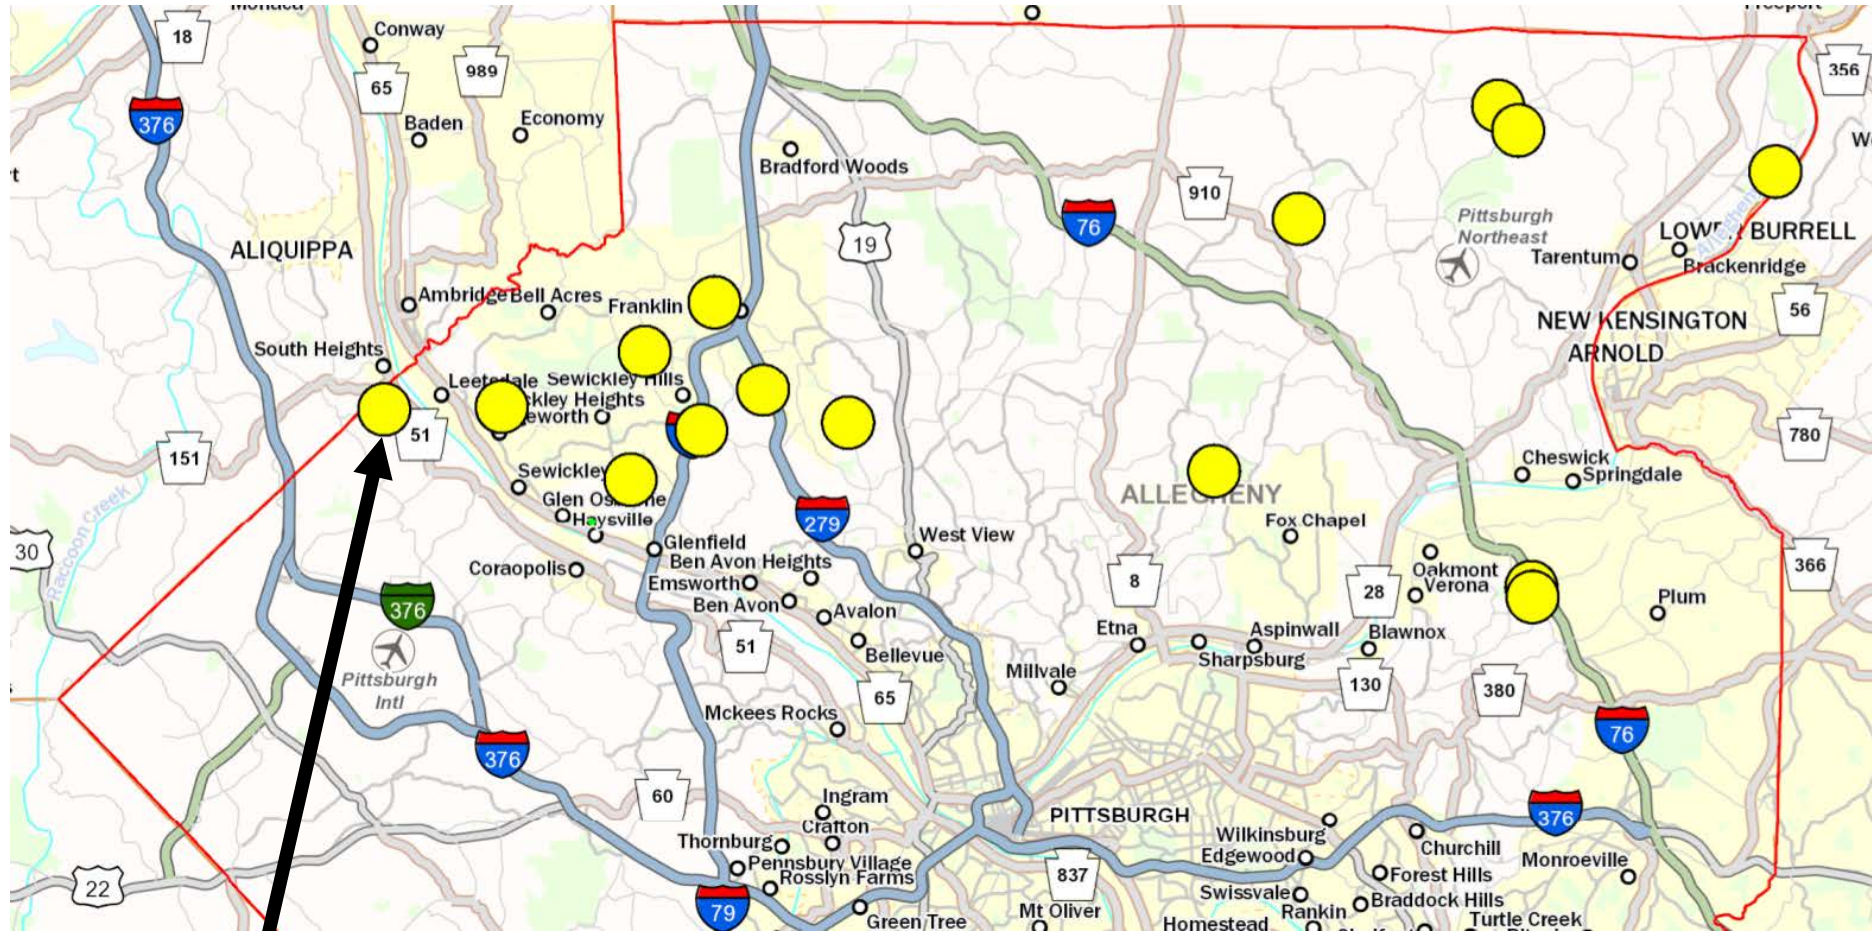 Conway
18
65
989
356
376
Baden
Economy
Bradford Woods
910
76
19
Pittsburgh
Northeast
ALIQUIPPA
Tarentum
Brackenridge
Ambridge
Bell Acres
Franklin
56
NEW KENSINGTON
ARNOLD
South Heights
Sewickley Hills
51
151
780
Cheswick
Springdale
Sewickley
ALLEGHENY
Haysville
279
Fox Chapel
30
Raccoon Creek
West View
Glenfield
Ben Avon Heights
Coraopolis
Emsworth
Ben Avon
8
28
Oakmont
Verona
366
376
Plum
Avalon
51
Etna
Aspinwall
Blawnox
Bellevue
Sharpsburg
Pittsburgh
Intl
Millvale
130
380
65
Mckees Rocks
76
376
60
Ingram
Crafton
PITTSBURGH
376
Thornburg
Wilkinsburg
Edgewood
Churchill
Monroeville
Pennsbury Village
Rosslyn Farms
837
Forest Hills
22
79
Swissvale
Braddock Hills
Green Tree
Mt Oliver
Rankin
Turtle Creek
Homestead